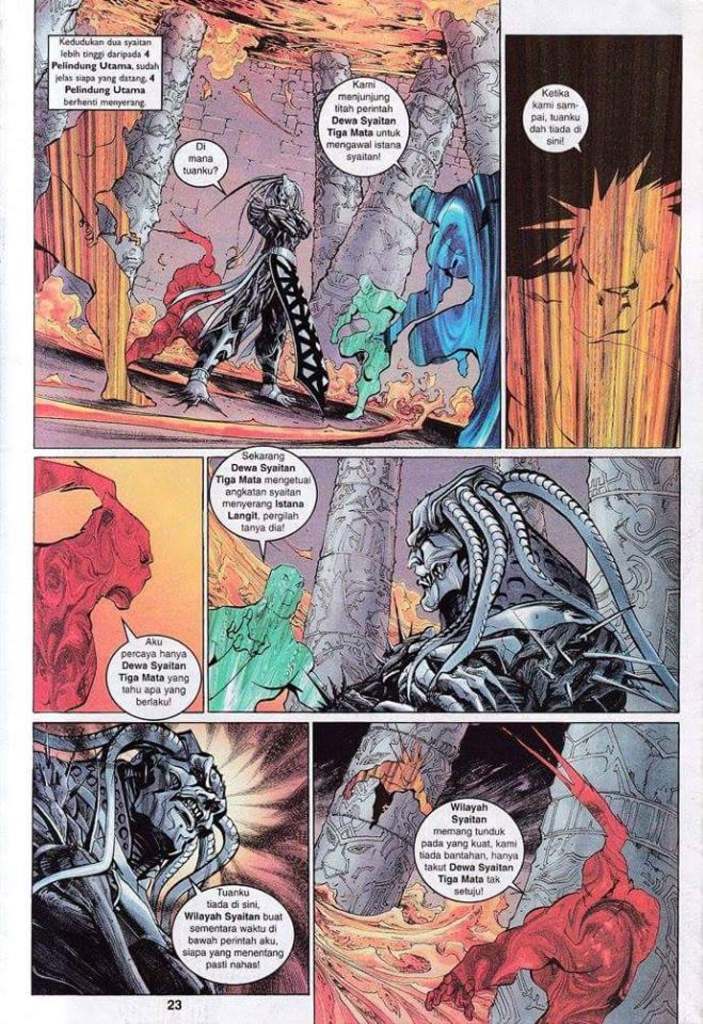 Kedudukan dua syaitan
lebih tinggi daripada 4
Pelindung Utama, sudah
jelas siapa yang datang. 4
Pelindung Utama
berhenti menyerang.
Di
mana
tuanku?
Kami
menjunjung
titah perintah
Dewa Syaitan
Tiga Mata untuk
mengawal istana
syaitan!
Ketika
kami sam-
pai, tuanku
dah tiada di
sini!
Aku
percaya hanya
Dewa Syaitan
Tiga Mata yang
tahu apa yang
berlaku!
Sekarang
Dewa Syaitan
Tiga Mata mengetuai
angkatan syaitan
menyerang Istana
Langit, pergilah
tanya dia!
Tuanku
tiada di sini,
Wilayah Syaitan buat
sementara waktu di
bawah perintah aku,
siapa yang menentang
pasti nahas!
Wilayah
Syaitan
memang tunduk
pada yang kuat, kami
tiada bantahan, hanya
takut Dewa Syaitan
Tiga Mata tak
setuju!
23